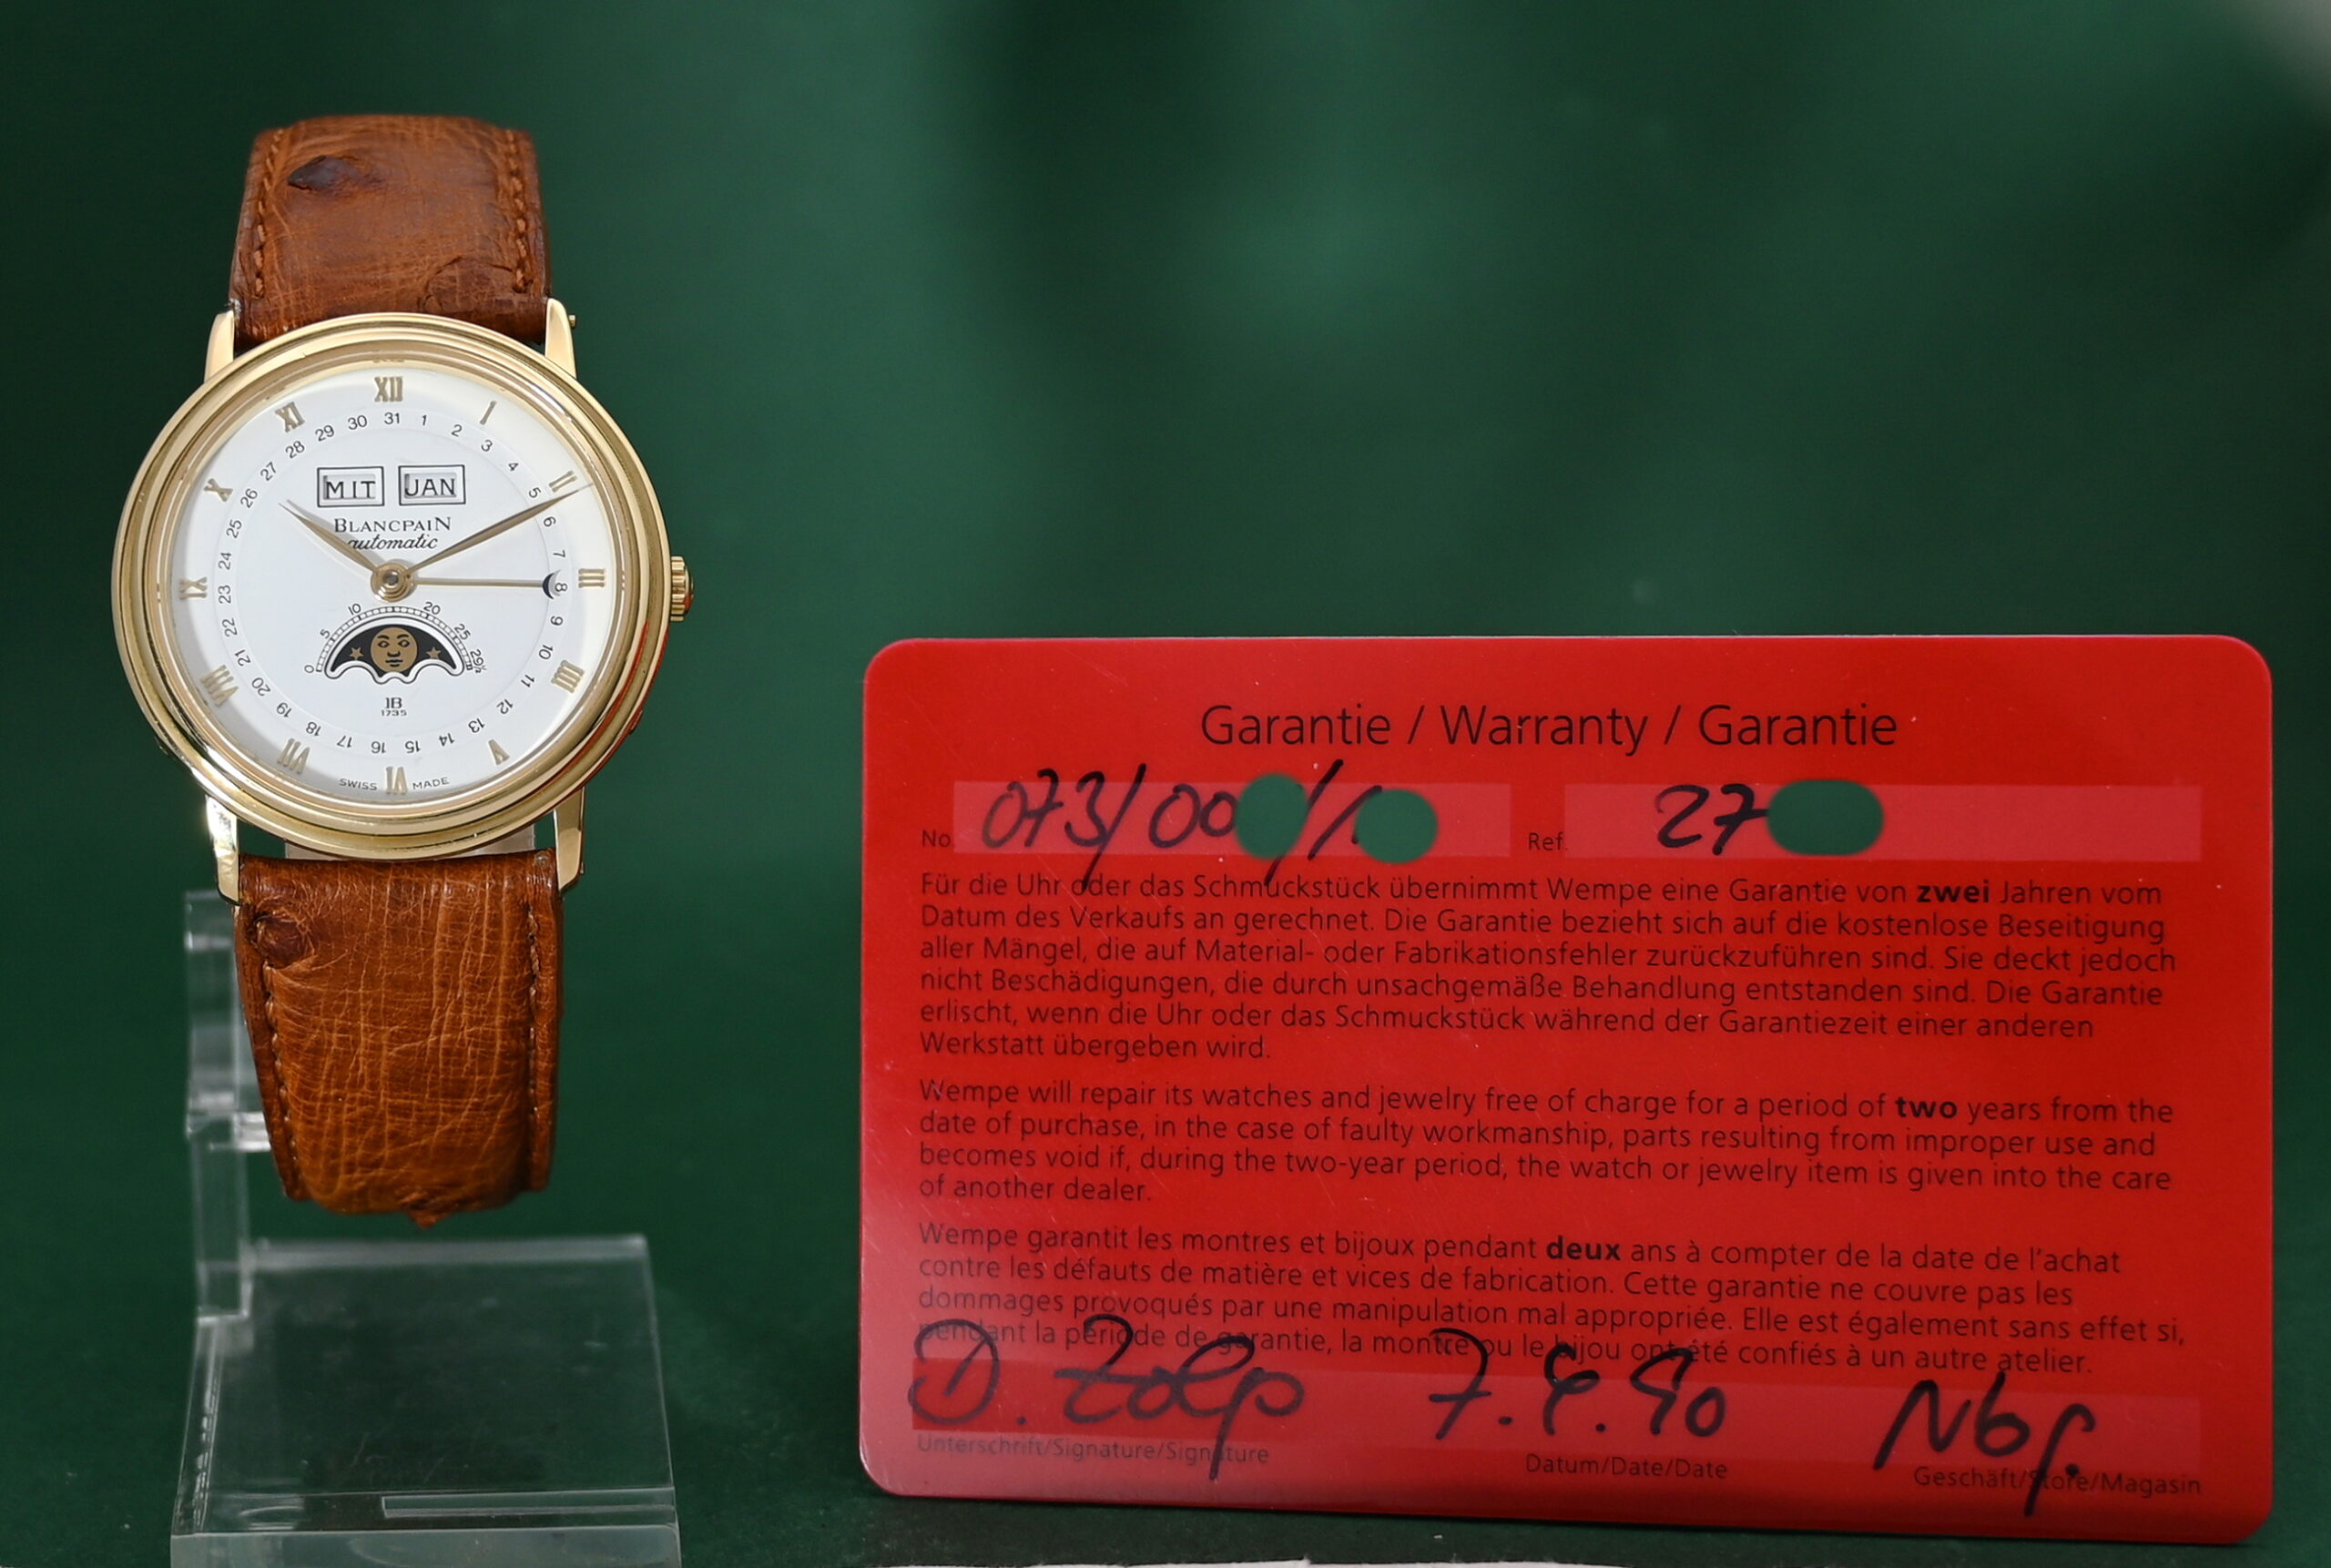 XII
I
II
III
IIII
V
VI
VII
VIII
IX
X
XI
1 2 3 4 5 6 7 8 9 10 11 12 13 14 15 16 17 18 19 20 21 22 23 24 25 26 27 28 29 30 31
MIT JAN
BLANCPAIN
automatic
0 5 10 20 25 29½
JB
1735
SWISS MADE
Garantie / Warranty / Garantie
No. 073/00 / Ref. 27
Für die Uhr oder das Schmuckstück übernimmt Wempe eine Garantie von zwei Jahren vom
Datum des Verkaufs an gerechnet. Die Garantie bezieht sich auf die kostenlose Beseitigung
aller Mängel, die auf Material- oder Fabrikationsfehler zurückzuführen sind. Sie deckt jedoch
nicht Beschädigungen, die durch unsachgemäße Behandlung entstanden sind. Die Garantie
erlischt, wenn die Uhr oder das Schmuckstück während der Garantiezeit einer anderen
Werkstatt übergeben wird.
Wempe will repair its watches and jewelry free of charge for a period of two years from the
date of purchase, in the case of faulty workmanship, parts resulting from improper use and
becomes void if, during the two-year period, the watch or jewelry item is given into the care
of another dealer.
Wempe garantit les montres et bijoux pendant deux ans à compter de la date de l'achat
contre les défauts de matière et vices de fabrication. Cette garantie ne couvre pas les
dommages provoqués par une manipulation mal appropriée. Elle est également sans effet si,
pendant la période de garantie, la montre ou le bijou ont été confiés à un autre atelier.
Unterschrift/Signature/Signature Datum/Date/Date Geschäft/Store/Magasin